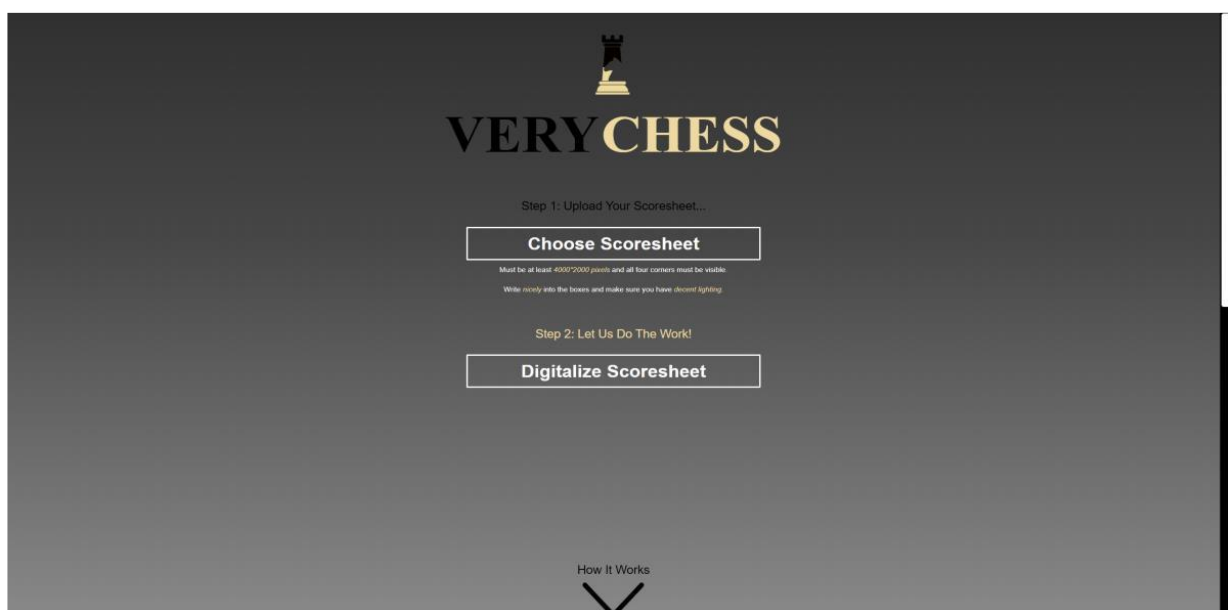 VERYCHESS
Step 1: Upload Your Scoresheet...
Choose Scoresheet
Must be at least 4000*2000 pixels and all four corners must be visible.
Write nicely into the boxes and make sure you have decent lighting.
Step 2: Let Us Do The Work!
Digitalize Scoresheet
How It Works